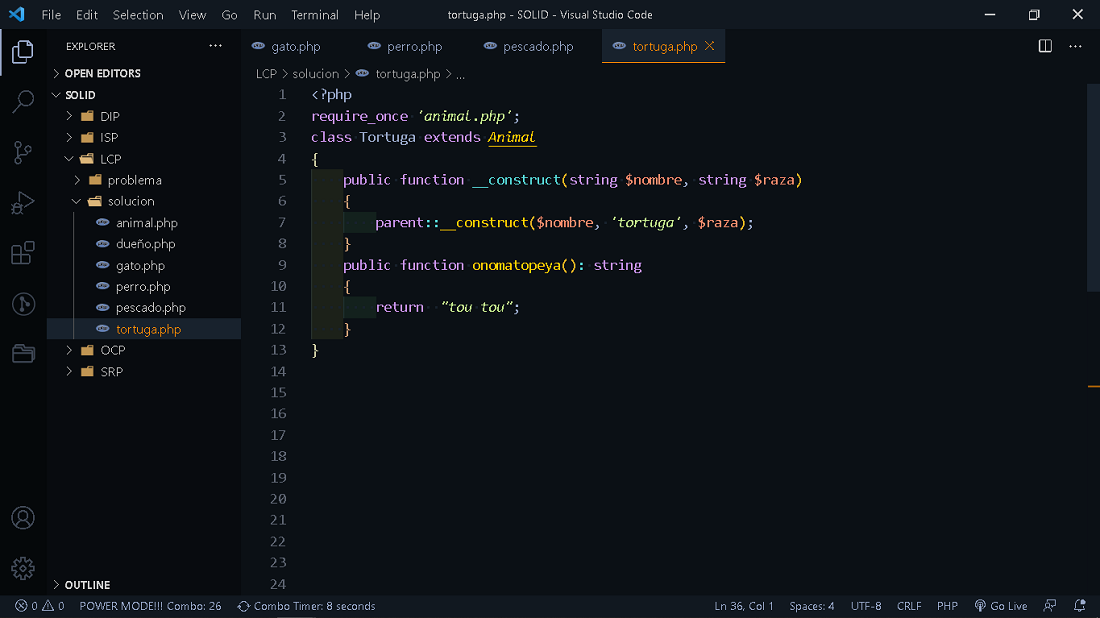 File Edit Selection View Go Run Terminal Help tortuga.php - SOLID - Visual Studio Code
EXPLORER ... gato.php perro.php pescado.php tortuga.php ...
LCP > solucion > tortuga.php > ...
OPEN EDITORS
SOLID
DIP
ISP
LCP
problema
solucion
animal.php
dueño.php
gato.php
perro.php
pescado.php
tortuga.php
OCP
SRP
OUTLINE
1 <?php
2 require_once 'animal.php';
3 class Tortuga extends Animal
4 {
5 public function __construct(string $nombre, string $raza)
6 {
7 parent::__construct($nombre, 'tortuga', $raza);
8 }
9 public function onomatopeya(): string
10 {
11 return "tou tou";
12 }
13 }
14
15
16
17
18
19
20
21
22
23
24
0 0 POWER MODE!!! Combo: 26 Combo Timer: 8 seconds Ln 36, Col 1 Spaces: 4 UTF-8 CRLF PHP Go Live